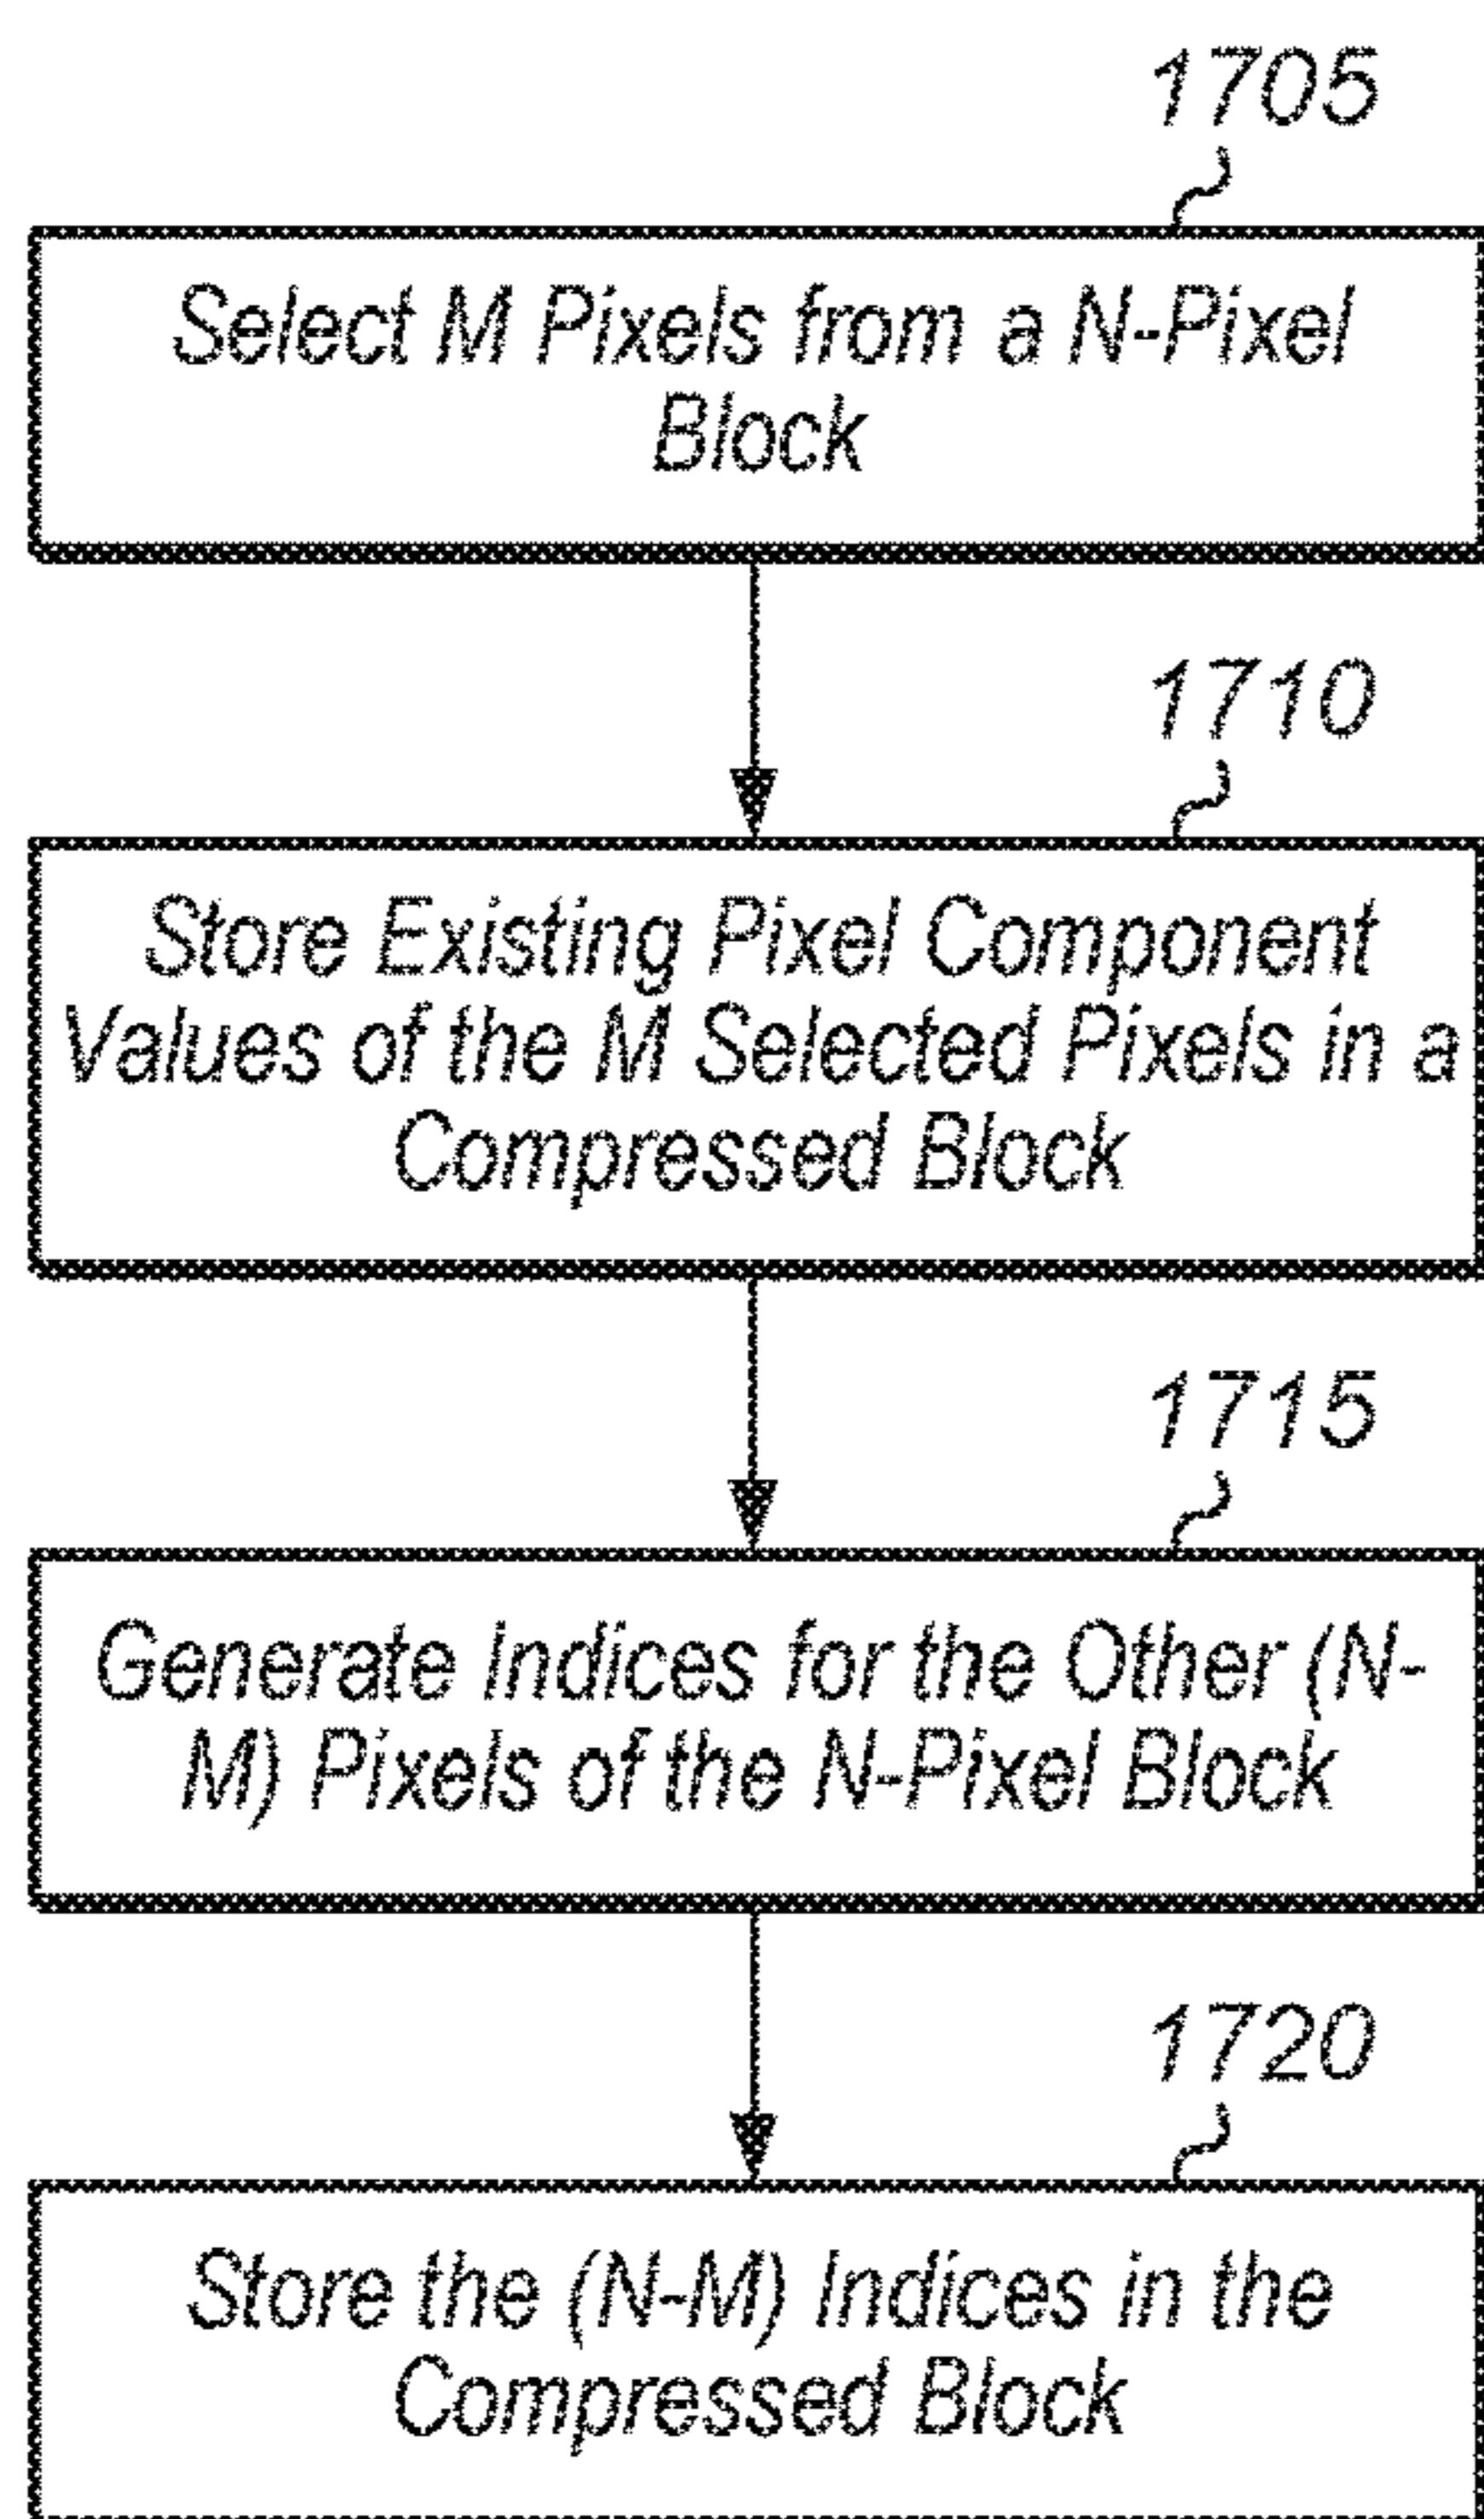 1705
Select M Pixels from a N-Pixel
Block
1710
Store Existing Pixel Component
Values of the M Selected Pixels in a
Compressed Block
1715
Generate Indices for the Other (N-
M) Pixels of the N-Pixel Block
1720
Store the (N-M) Indices in the
Compressed Block